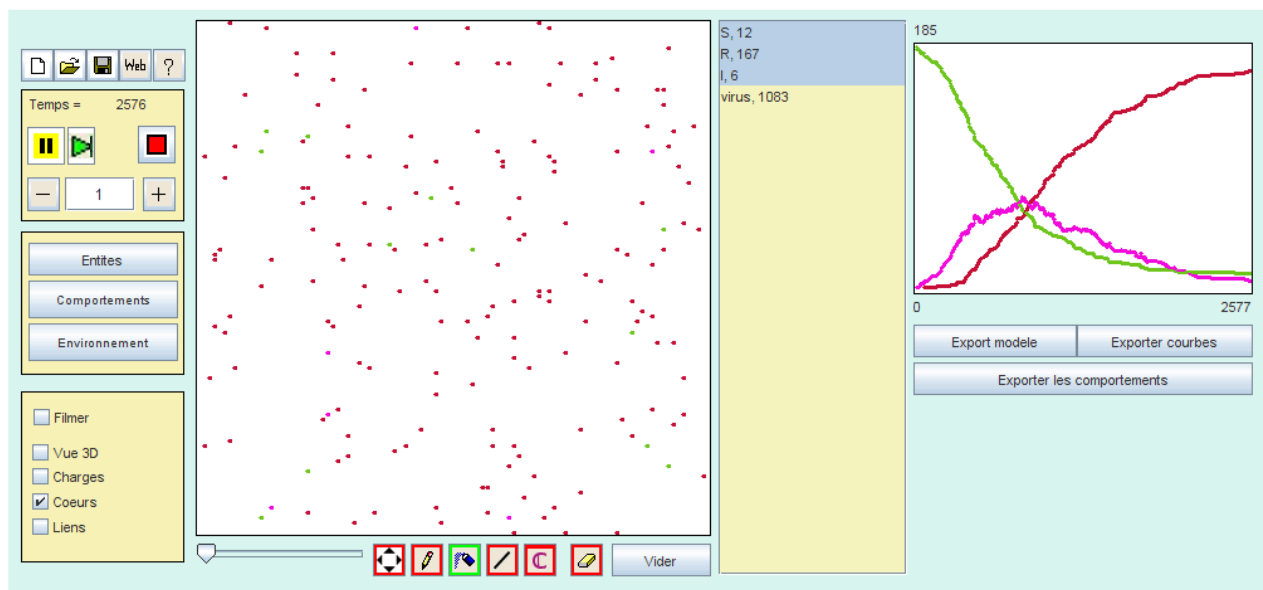 Web ?
Temps = 2576
1
Entites
Comportements
Environnement
Filmer
Vue 3D
Charges
Coeurs
Liens
Vider
S, 12
R, 167
I, 6
virus, 1083
185
0 2577
Export modele Exporter courbes
Exporter les comportements